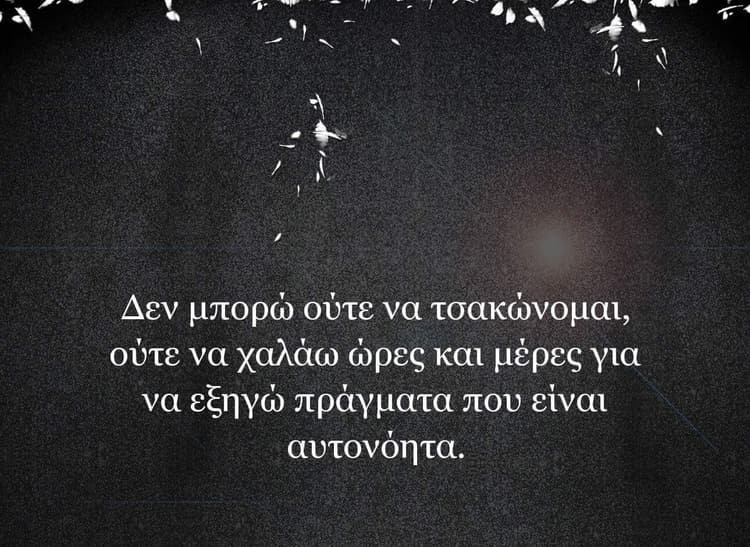 Δεν μπορώ ούτε να τσακώνομαι,
ούτε να χαλάω ώρες και μέρες για
να εξηγώ πράγματα που είναι
αυτονόητα.